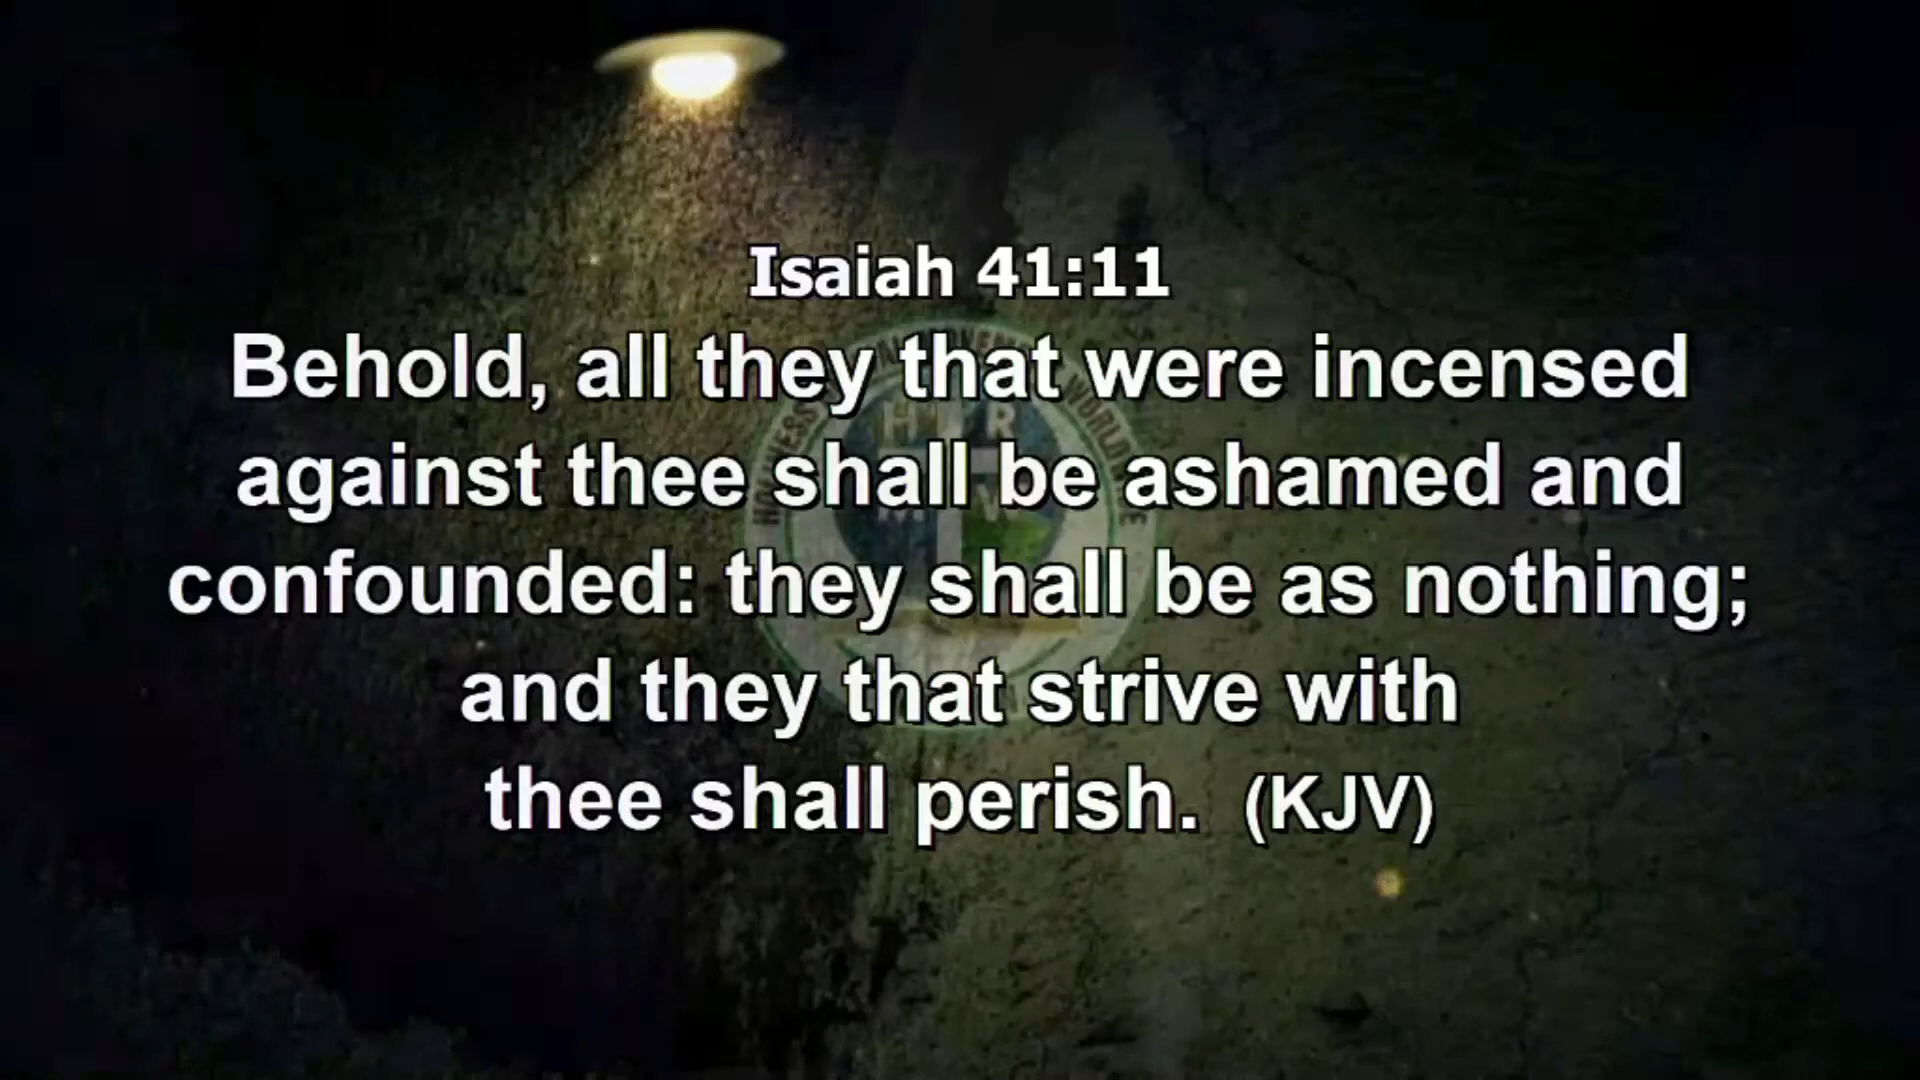 Isaiah 41:11
Behold, all they that were incensed
against thee shall be ashamed and
confounded: they shall be as nothing;
and they that strive with
thee shall perish. (KJV)